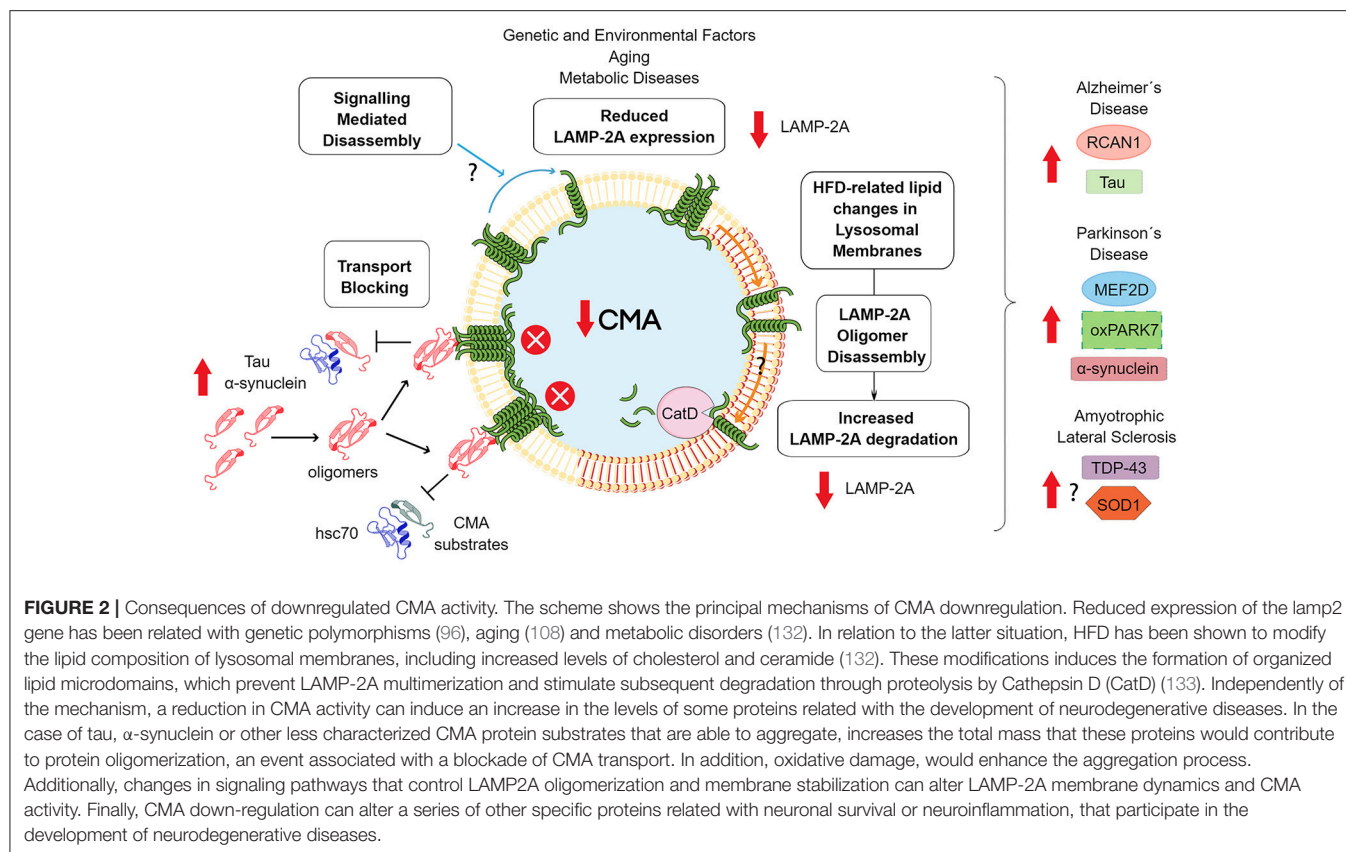 Genetic and Environmental Factors
Aging
Metabolic Diseases
Signalling
Mediated
Disassembly
Reduced
LAMP-2A expression
LAMP-2A
?
HFD-related lipid
changes in
Lysosomal
Membranes
Transport
Blocking
CMA
LAMP-2A
Oligomer
Disassembly
?
Tau
α-synuclein
CatD
Increased
LAMP-2A degradation
oligomers
LAMP-2A
hsc70
CMA
substrates
Alzheimer´s
Disease
RCAN1
Tau
Parkinson´s
Disease
MEF2D
oxPARK7
α-synuclein
Amyotrophic
Lateral Sclerosis
TDP-43
?
SOD1
FIGURE 2 | Consequences of downregulated CMA activity. The scheme shows the principal mechanisms of CMA downregulation. Reduced expression of the lamp2
gene has been related with genetic polymorphisms (96), aging (108) and metabolic disorders (132). In relation to the latter situation, HFD has been shown to modify
the lipid composition of lysosomal membranes, including increased levels of cholesterol and ceramide (132). These modifications induces the formation of organized
lipid microdomains, which prevent LAMP-2A multimerization and stimulate subsequent degradation through proteolysis by Cathepsin D (CatD) (133). Independently of
the mechanism, a reduction in CMA activity can induce an increase in the levels of some proteins related with the development of neurodegenerative diseases. In the
case of tau, α-synuclein or other less characterized CMA protein substrates that are able to aggregate, increases the total mass that these proteins would contribute
to protein oligomerization, an event associated with a blockade of CMA transport. In addition, oxidative damage, would enhance the aggregation process.
Additionally, changes in signaling pathways that control LAMP2A oligomerization and membrane stabilization can alter LAMP-2A membrane dynamics and CMA
activity. Finally, CMA down-regulation can alter a series of other specific proteins related with neuronal survival or neuroinflammation, that participate in the
development of neurodegenerative diseases.